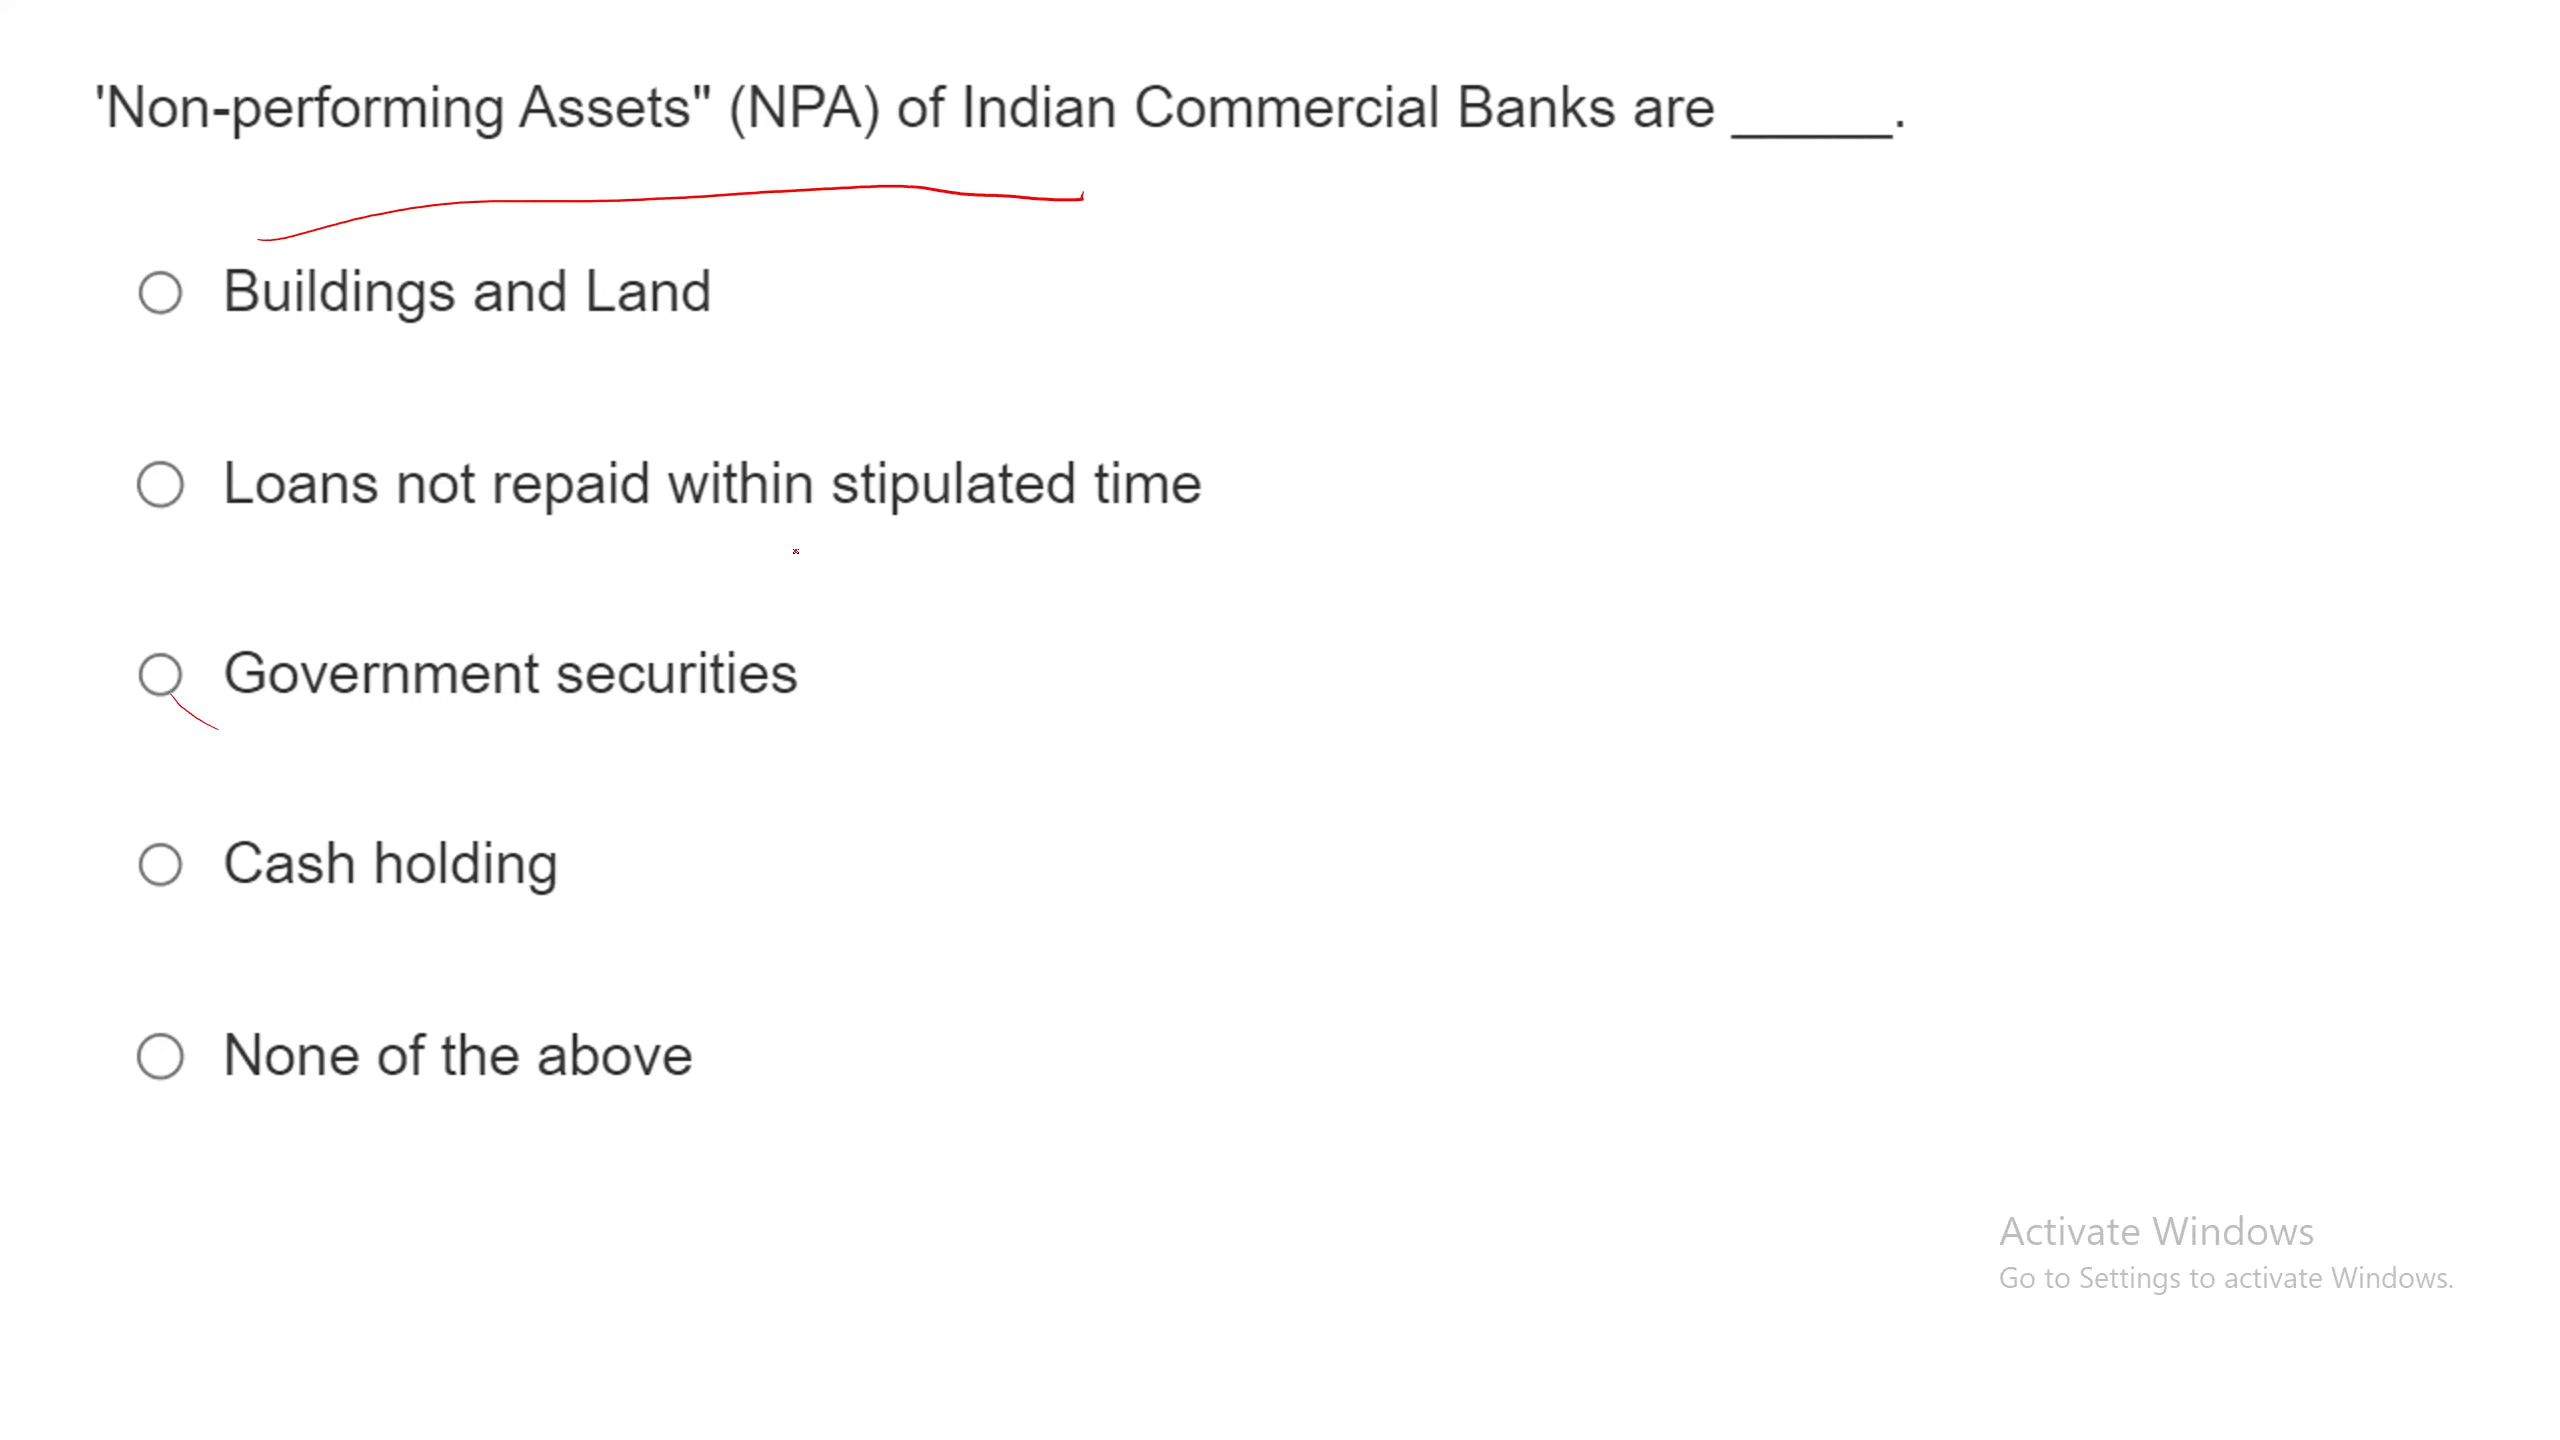 'Non-performing Assets" (NPA) of Indian Commercial Banks are _____.
Buildings and Land
Loans not repaid within stipulated time
Government securities
Cash holding
None of the above
Activate Windows
Go to Settings to activate Windows.